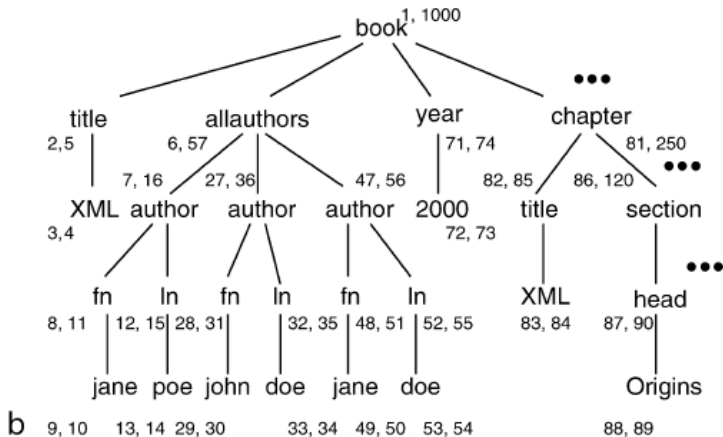 book 1, 1000
•••
title allauthors year chapter
2,5 6, 57 71, 74 81, 250
•••
7, 16 27, 36 47, 56 82, 85 86, 120
XML author author author 2000 title section
3,4 72, 73
•••
fn ln fn ln fn ln XML head
8, 11 12, 15 28, 31 32, 35 48, 51 52, 55 83, 84 87, 90
jane poe john doe jane doe Origins
b 9, 10 13, 14 29, 30 33, 34 49, 50 53, 54 88, 89